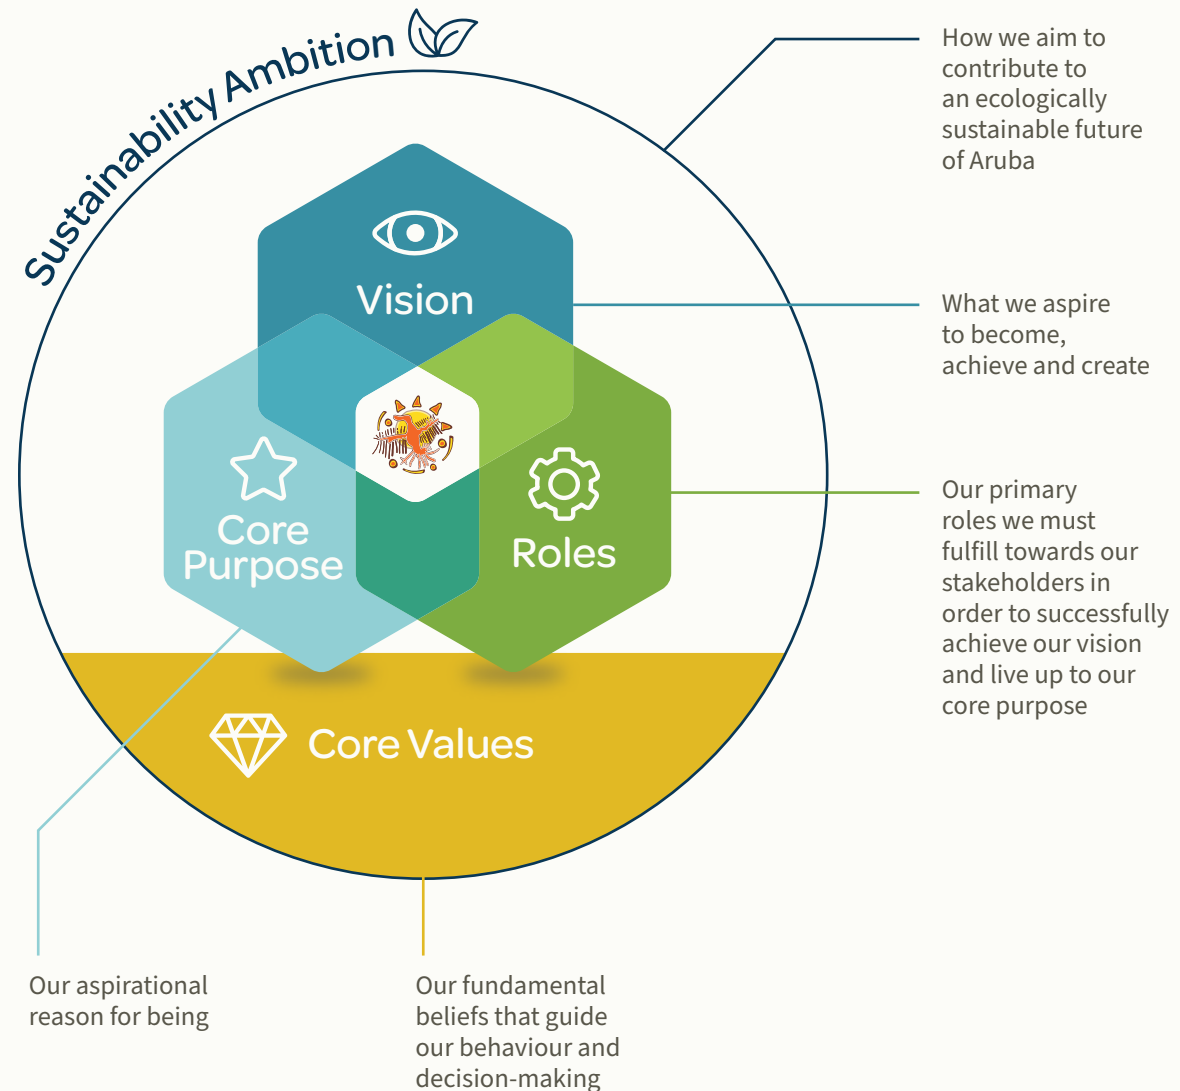 Sustainability Ambition
How we aim to
contribute to
an ecologically
sustainable future
of Aruba
Vision
What we aspire
to become,
achieve and create
Core
Purpose
Roles
Our primary
roles we must
fulfill towards our
stakeholders in
order to successfully
achieve our vision
and live up to our
core purpose
Core Values
Our aspirational
reason for being
Our fundamental
beliefs that guide
our behaviour and
decision-making